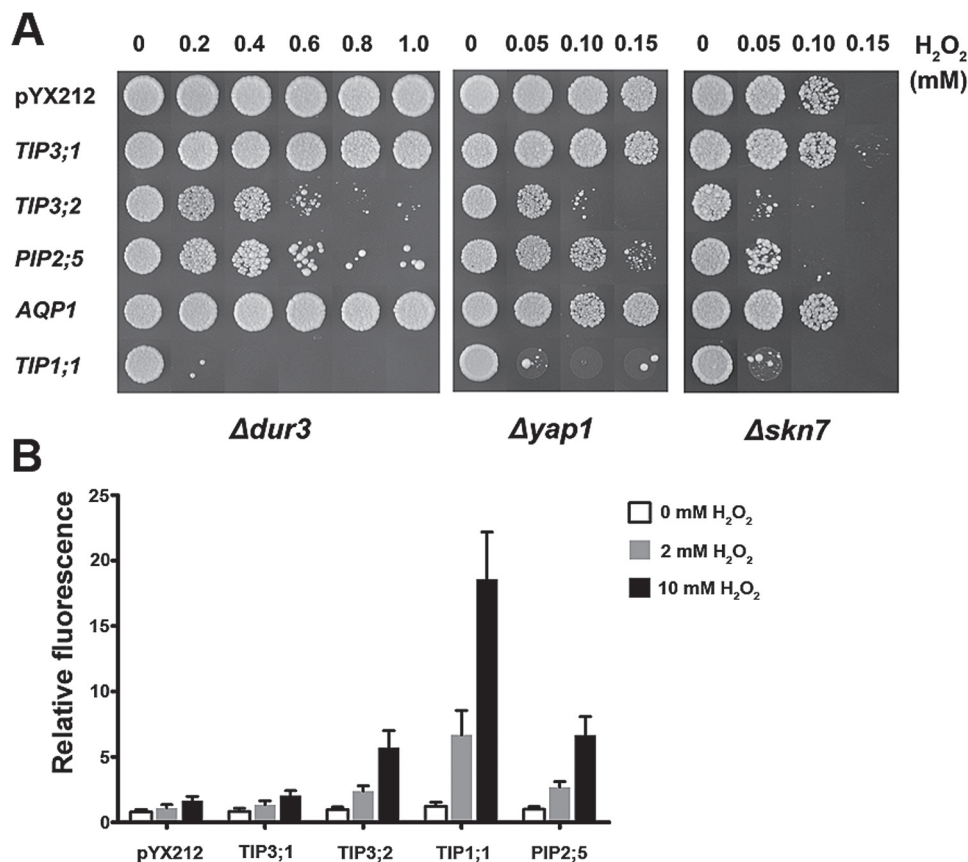 A
0 0.2 0.4 0.6 0.8 1.0 0 0.05 0.10 0.15 0 0.05 0.10 0.15 H₂O₂
(mM)
pYX212
TIP3;1
TIP3;2
PIP2;5
AQP1
TIP1;1
Δdur3 Δyap1 Δskn7
B
Relative fluorescence
25
20
15
10
5
0
0 mM H₂O₂
2 mM H₂O₂
10 mM H₂O₂
pYX212 TIP3;1 TIP3;2 TIP1;1 PIP2;5